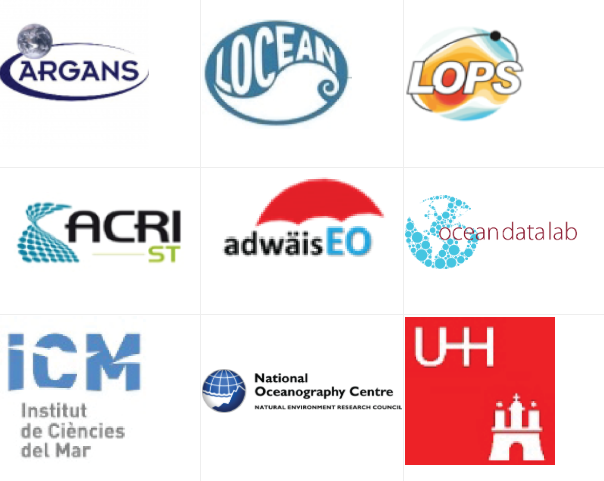 ARGANS
LOCEAN
LOPS
ACRI
ST
adwäisEO
oceandatalab
iCM
Institut
de Ciències
del Mar
National
Oceanography Centre
NATURAL ENVIRONMENT RESEARCH COUNCIL
UHH